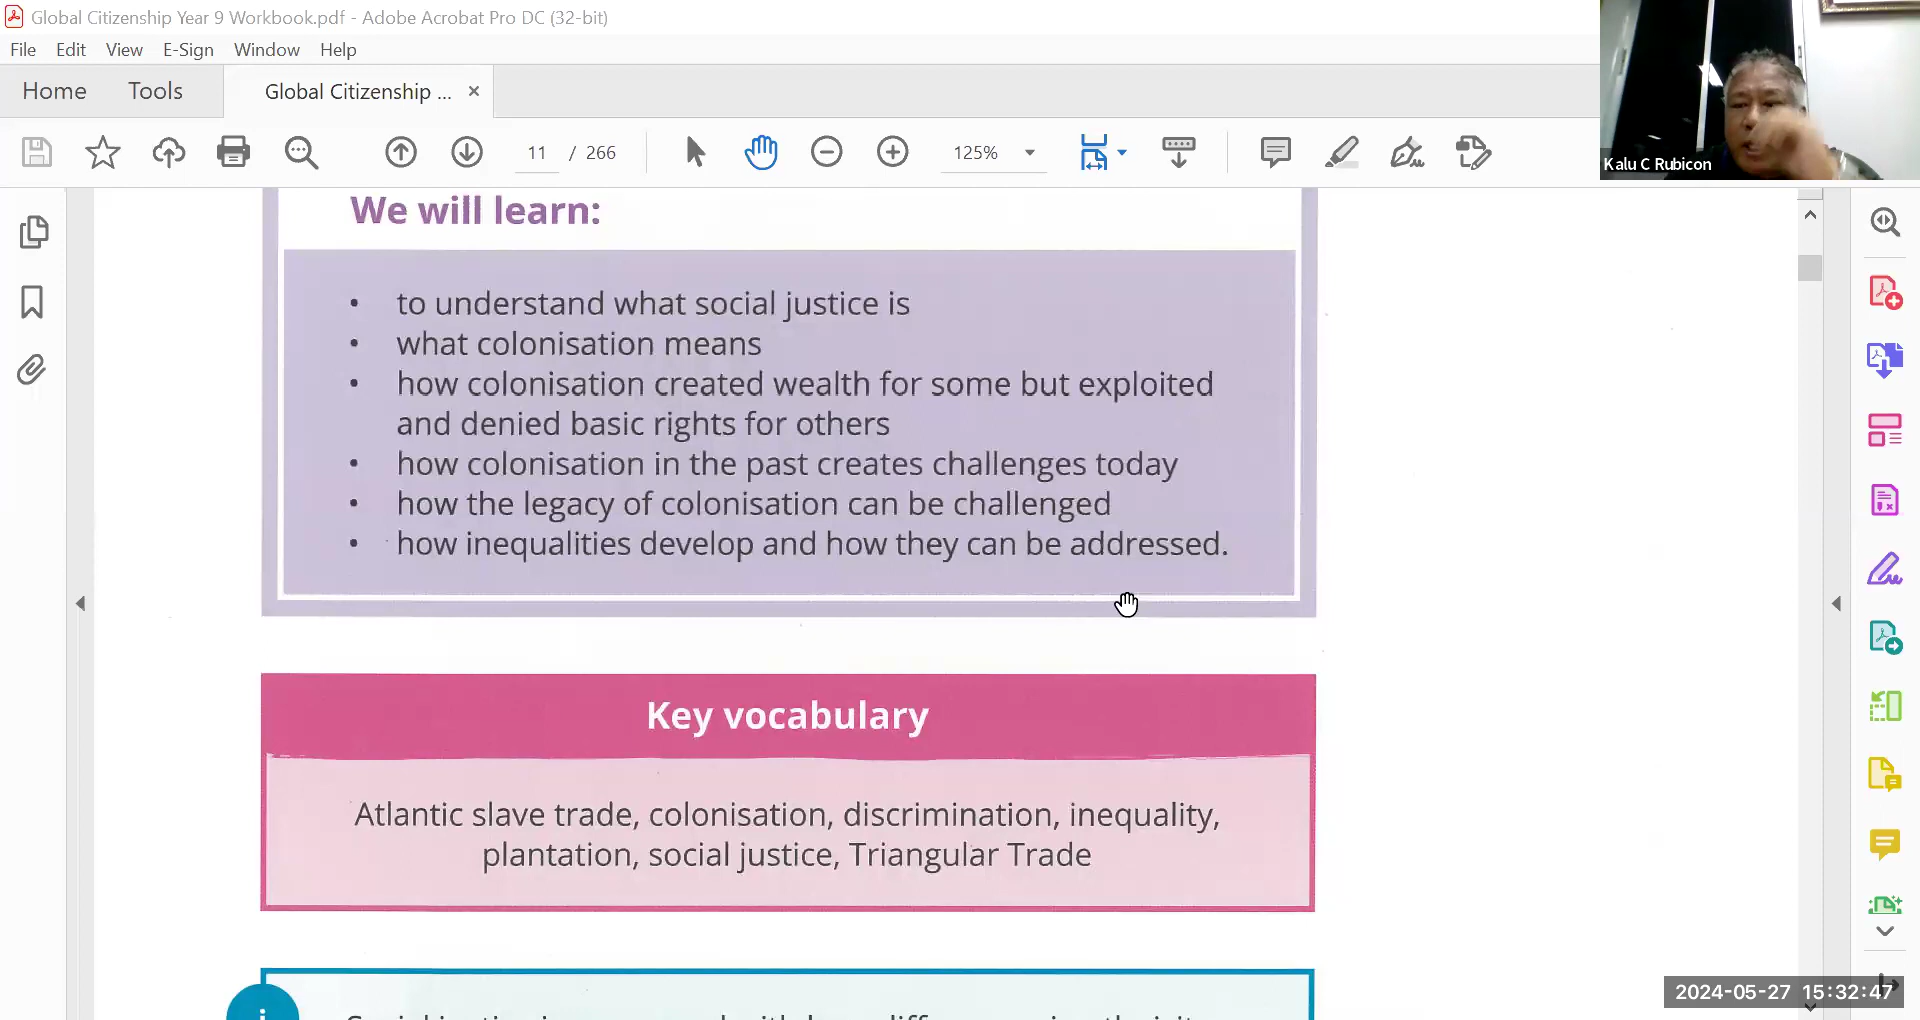 Global Citizenship Year 9 Workbook.pdf - Adobe Acrobat Pro DC (32-bit)
File Edit View E-Sign Window Help
Home Tools Global Citizenship ... ×
11 / 266 125%
Kalu C Rubicon
We will learn:
• to understand what social justice is
• what colonisation means
• how colonisation created wealth for some but exploited
and denied basic rights for others
• how colonisation in the past creates challenges today
• how the legacy of colonisation can be challenged
• how inequalities develop and how they can be addressed.
Key vocabulary
Atlantic slave trade, colonisation, discrimination, inequality,
plantation, social justice, Triangular Trade
i
2024-05-27 15:32:47